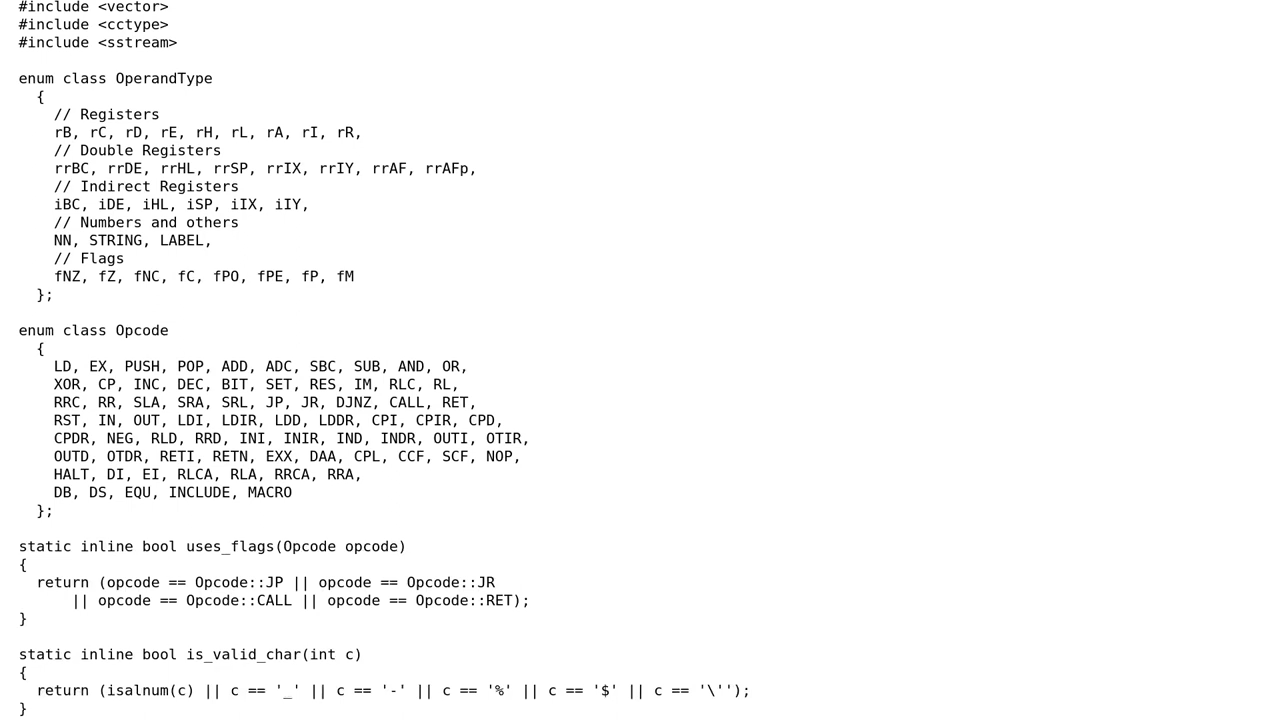 #include <vector>
#include <cctype>
#include <sstream>

enum class OperandType
  {
    // Registers
    rB, rC, rD, rE, rH, rL, rA, rI, rR,
    // Double Registers
    rrBC, rrDE, rrHL, rrSP, rrIX, rrIY, rrAF, rrAFp,
    // Indirect Registers
    iBC, iDE, iHL, iSP, iIX, iIY,
    // Numbers and others
    NN, STRING, LABEL,
    // Flags
    fNZ, fZ, fNC, fC, fPO, fPE, fP, fM
  };

enum class Opcode
  {
    LD, EX, PUSH, POP, ADD, ADC, SBC, SUB, AND, OR,
    XOR, CP, INC, DEC, BIT, SET, RES, IM, RLC, RL,
    RRC, RR, SLA, SRA, SRL, JP, JR, DJNZ, CALL, RET,
    RST, IN, OUT, LDI, LDIR, LDD, LDDR, CPI, CPIR, CPD,
    CPDR, NEG, RLD, RRD, INI, INIR, IND, INDR, OUTI, OTIR,
    OUTD, OTDR, RETI, RETN, EXX, DAA, CPL, CCF, SCF, NOP,
    HALT, DI, EI, RLCA, RLA, RRCA, RRA,
    DB, DS, EQU, INCLUDE, MACRO
  };

static inline bool uses_flags(Opcode opcode)
{
  return (opcode == Opcode::JP || opcode == Opcode::JR
      || opcode == Opcode::CALL || opcode == Opcode::RET);
}

static inline bool is_valid_char(int c)
{
  return (isalnum(c) || c == '_' || c == '-' || c == '%' || c == '$' || c == '\'');
}